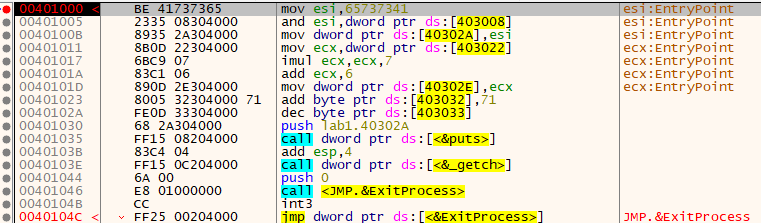 00401000 < BE 41737365 mov esi,65737341 esi:EntryPoint
00401005 2335 08304000 and esi,dword ptr ds:[403008] esi:EntryPoint
0040100B 8935 2A304000 mov dword ptr ds:[40302A],esi esi:EntryPoint
00401011 8B0D 22304000 mov ecx,dword ptr ds:[403022] ecx:EntryPoint
00401017 6BC9 07 imul ecx,ecx,7 ecx:EntryPoint
0040101A 83C1 06 add ecx,6 ecx:EntryPoint
0040101D 890D 2E304000 mov dword ptr ds:[40302E],ecx ecx:EntryPoint
00401023 8005 32304000 71 add byte ptr ds:[403032],71
0040102A FE0D 33304000 dec byte ptr ds:[403033]
00401030 68 2A304000 push lab1.40302A
00401035 FF15 08204000 call dword ptr ds:[<&puts>]
0040103B 83C4 04 add esp,4
0040103E FF15 0C204000 call dword ptr ds:[<&_getch>]
00401044 6A 00 push 0
00401046 E8 01000000 call <JMP.&ExitProcess>
0040104B CC int3
0040104C < FF25 00204000 jmp dword ptr ds:[<&ExitProcess>] JMP.&ExitProcess